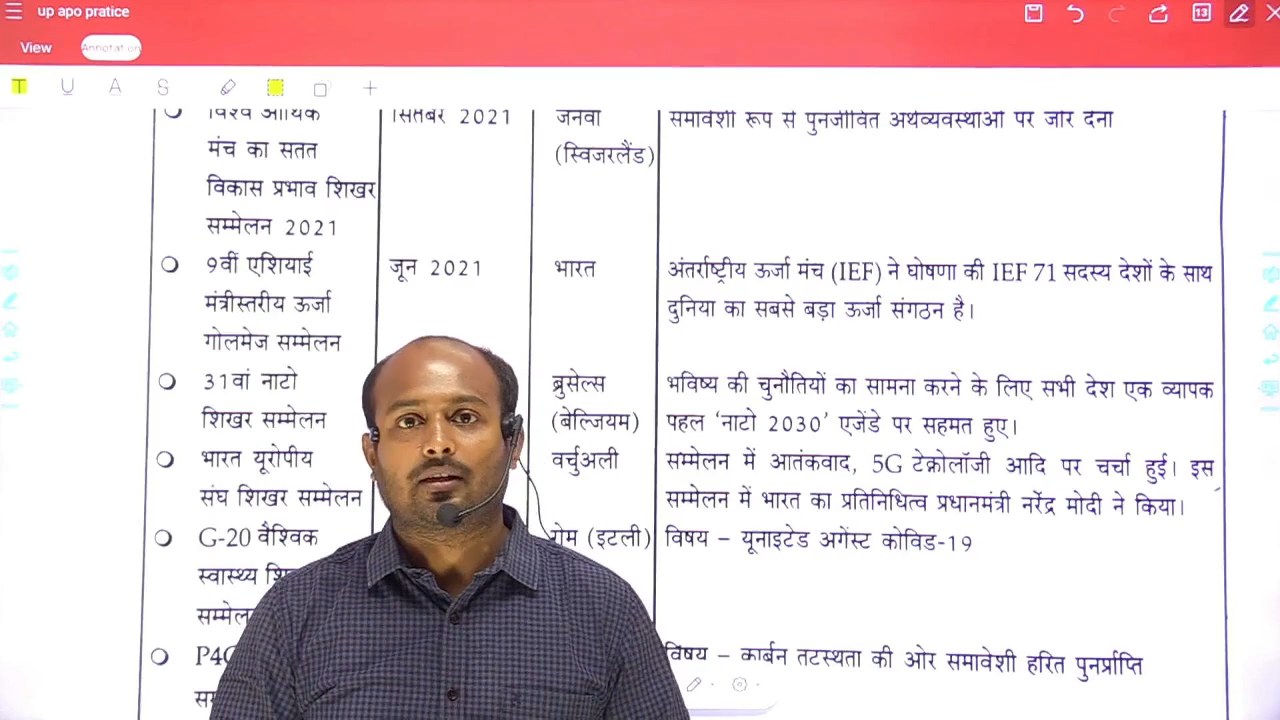 up apo pratice
13
View
Annotation
T U A S
विश्व आर्थिक
मंच का सतत
विकास प्रभाव शिखर
सम्मेलन 2021
सितंबर 2021
जेनेवा
(स्विजरलैंड)
समावेशी रूप से पुनर्जीवित अर्थव्यवस्थाओं पर जोर देना
9वीं एशियाई
मंत्रीस्तरीय ऊर्जा
गोलमेज सम्मेलन
जून 2021
भारत
अंतर्राष्ट्रीय ऊर्जा मंच (IEF) ने घोषणा की IEF 71 सदस्य देशों के साथ
दुनिया का सबसे बड़ा ऊर्जा संगठन है।
31वां नाटो
शिखर सम्मेलन
ब्रुसेल्स
(बेल्जियम)
भविष्य की चुनौतियों का सामना करने के लिए सभी देश एक व्यापक
पहल ‘नाटो 2030’ एजेंडे पर सहमत हुए।
भारत यूरोपीय
संघ शिखर सम्मेलन
वर्चुअली
सम्मेलन में आतंकवाद, 5G टेक्नोलॉजी आदि पर चर्चा हुई। इस
सम्मेलन में भारत का प्रतिनिधित्व प्रधानमंत्री नरेंद्र मोदी ने किया।
G-20 वैश्विक
स्वास्थ्य
(इटली)
विषय – यूनाइटेड अगेंस्ट कोविड-19
विषय – कार्बन तटस्थता की ओर समावेशी हरित पुनर्प्राप्ति